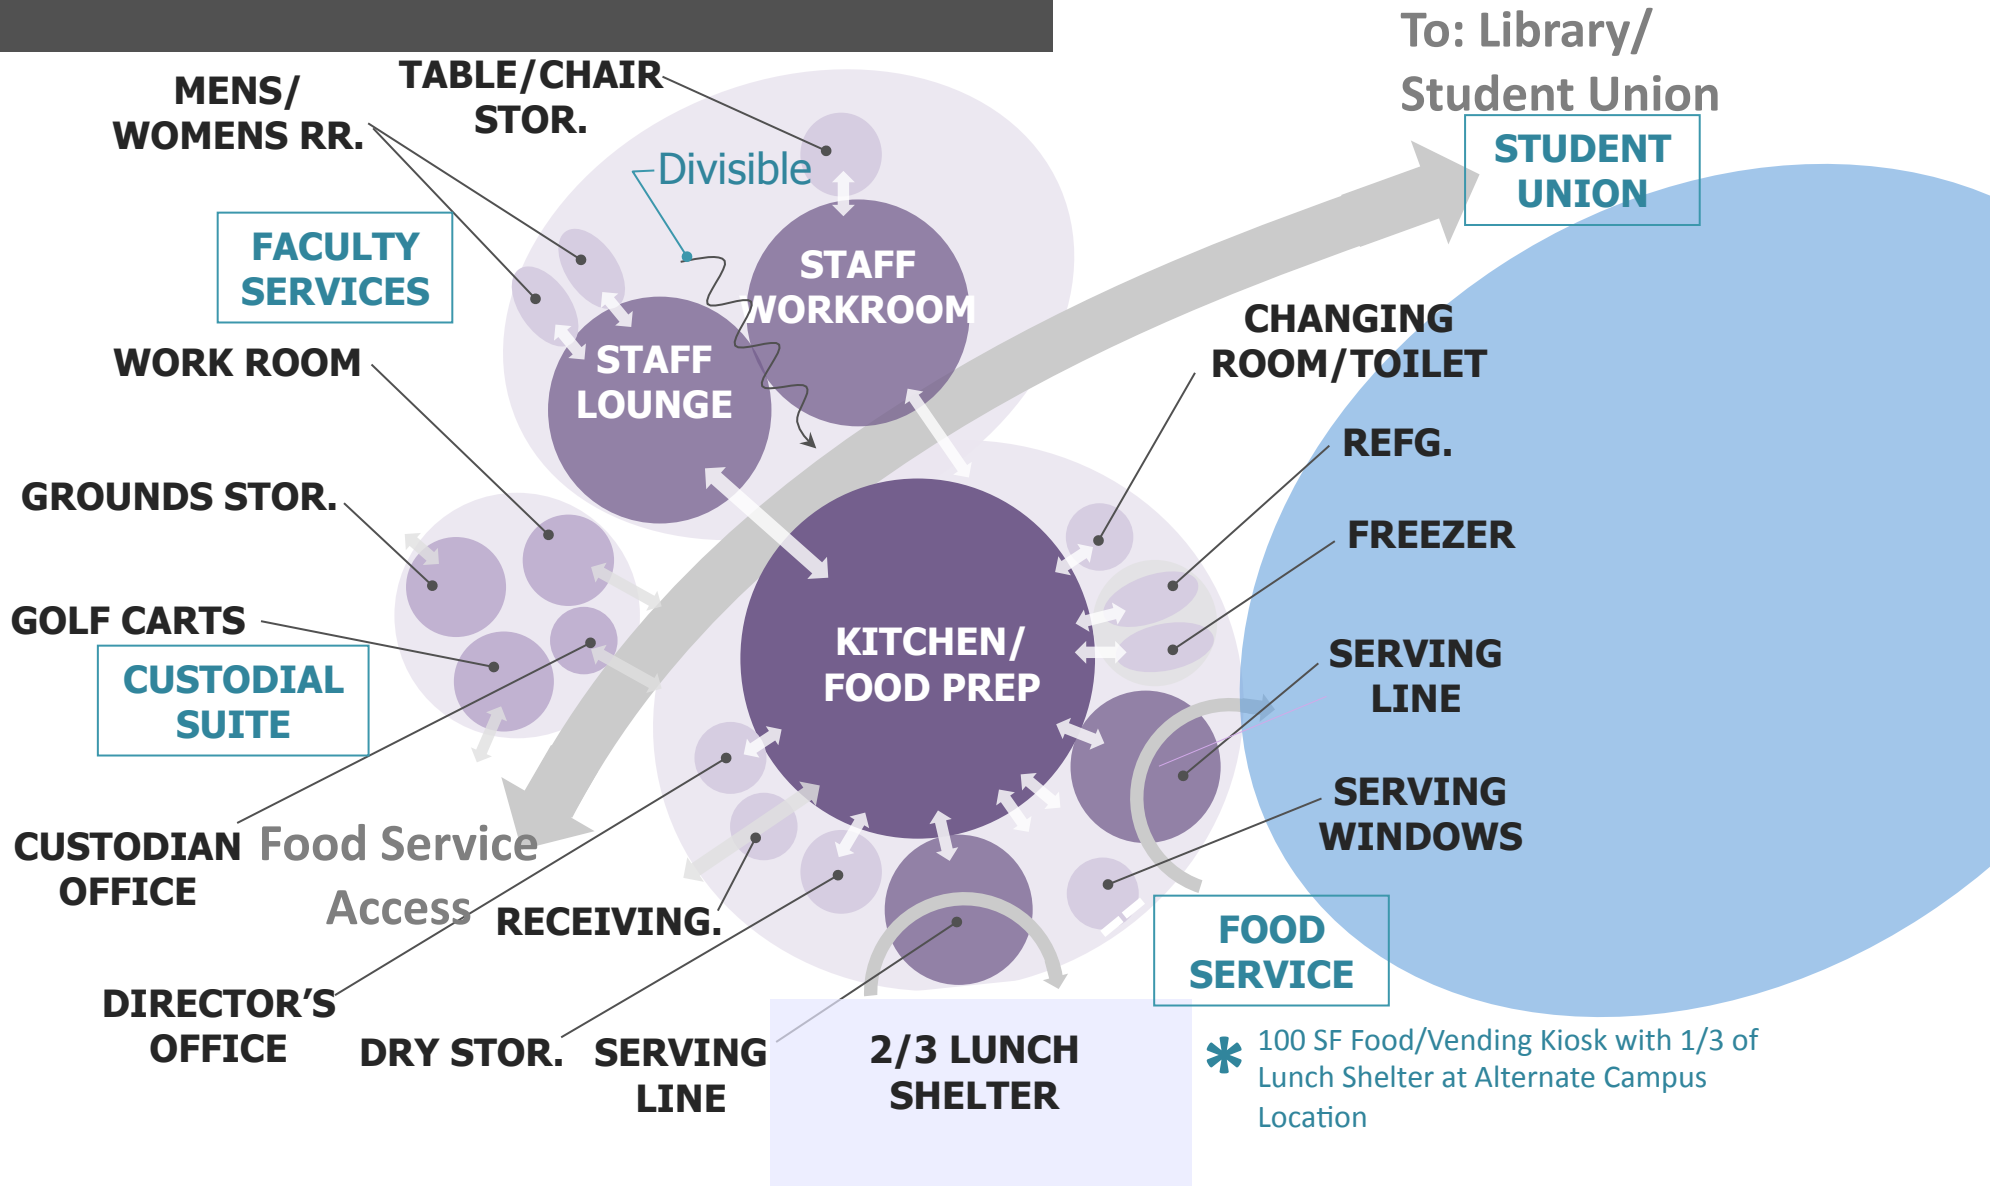 To: Library/
Student Union
MENS/
WOMENS RR.
TABLE/CHAIR
STOR.
Divisible
STUDENT
UNION
FACULTY
SERVICES
STAFF
WORKROOM
CHANGING
ROOM/TOILET
WORK ROOM
STAFF
LOUNGE
REFG.
GROUNDS STOR.
FREEZER
GOLF CARTS
KITCHEN/
FOOD PREP
SERVING
LINE
CUSTODIAL
SUITE
SERVING
WINDOWS
CUSTODIAN
OFFICE
Food Service
Access
RECEIVING.
FOOD
SERVICE
DIRECTOR’S
OFFICE
DRY STOR.
SERVING
LINE
2/3 LUNCH
SHELTER
* 100 SF Food/Vending Kiosk with 1/3 of
Lunch Shelter at Alternate Campus
Location